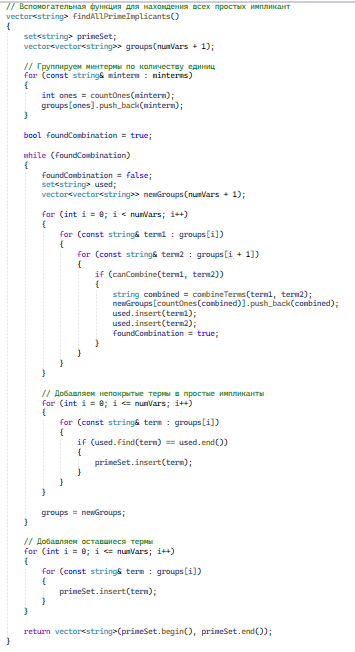 // Вспомогательная функция для нахождения всех простых импликант
vector<string> findAllPrimeImplicants()
{
set<string> primeSet;
vector<vector<string>> groups(numVars + 1);
// Группируем минтермы по количеству единиц
for (const string& minterm : minterms)
{
int ones = countOnes(minterm);
groups[ones].push_back(minterm);
}
bool foundCombination = true;
while (foundCombination)
{
foundCombination = false;
set<string> used;
vector<vector<string>> newGroups(numVars + 1);
for (int i = 0; i < numVars; i++)
{
for (const string& term1 : groups[i])
{
for (const string& term2 : groups[i + 1])
{
if (canCombine(term1, term2))
{
string combined = combineTerms(term1, term2);
newGroups[countOnes(combined)].push_back(combined);
used.insert(term1);
used.insert(term2);
foundCombination = true;
}
}
}
}
// Добавляем непокрытые термы в простые импликанты
for (int i = 0; i <= numVars; i++)
{
for (const string& term : groups[i])
{
if (used.find(term) == used.end())
{
primeSet.insert(term);
}
}
}
groups = newGroups;
}
// Добавляем оставшиеся термы
for (int i = 0; i <= numVars; i++)
{
for (const string& term : groups[i])
{
primeSet.insert(term);
}
}
return vector<string>(primeSet.begin(), primeSet.end());
}